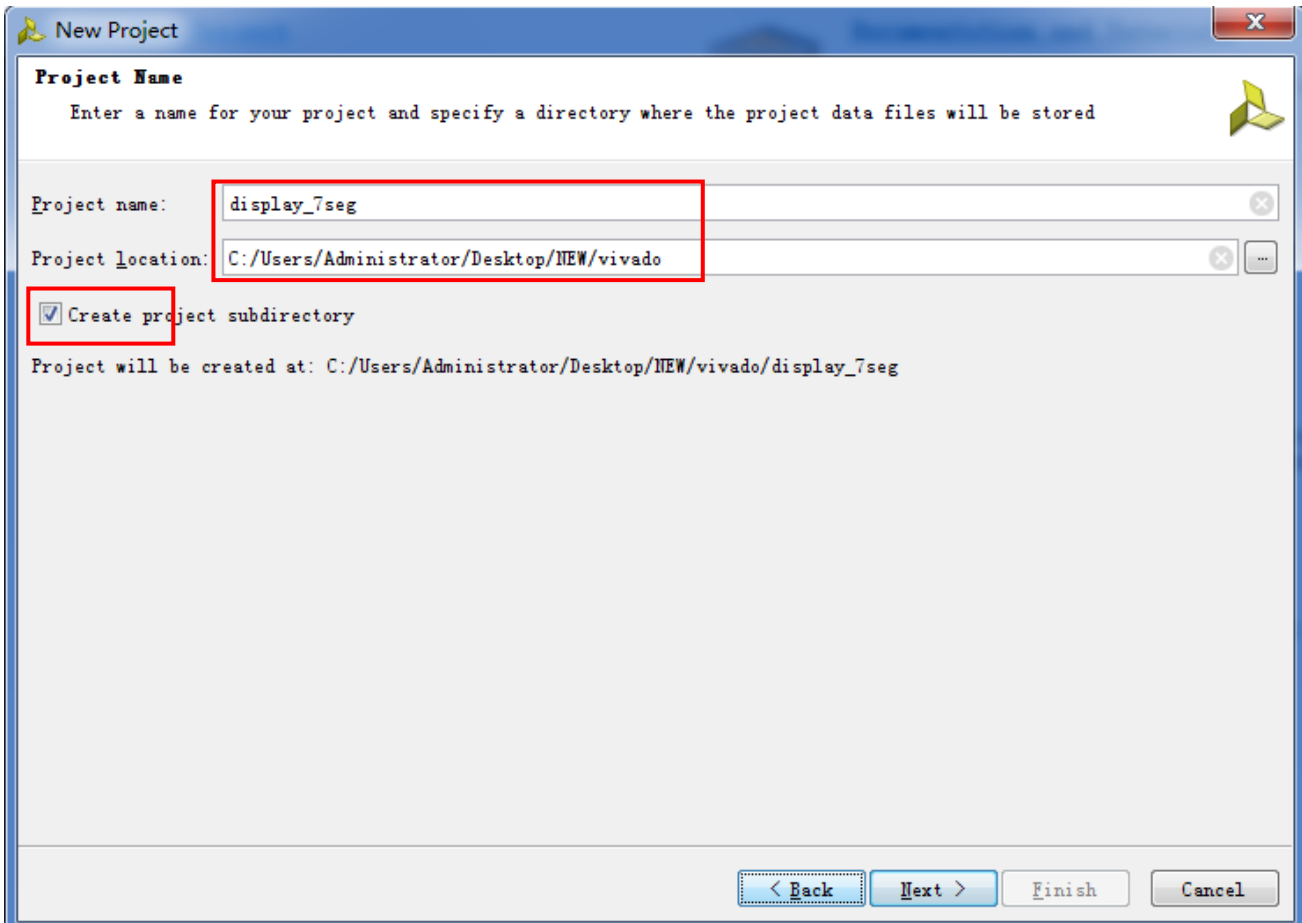 New Project
Project Name
Enter a name for your project and specify a directory where the project data files will be stored
Project name: display_7seg
Project location: C:/Users/Administrator/Desktop/NEW/vivado ...
Create project subdirectory
Project will be created at: C:/Users/Administrator/Desktop/NEW/vivado/display_7seg
< Back Next > Finish Cancel